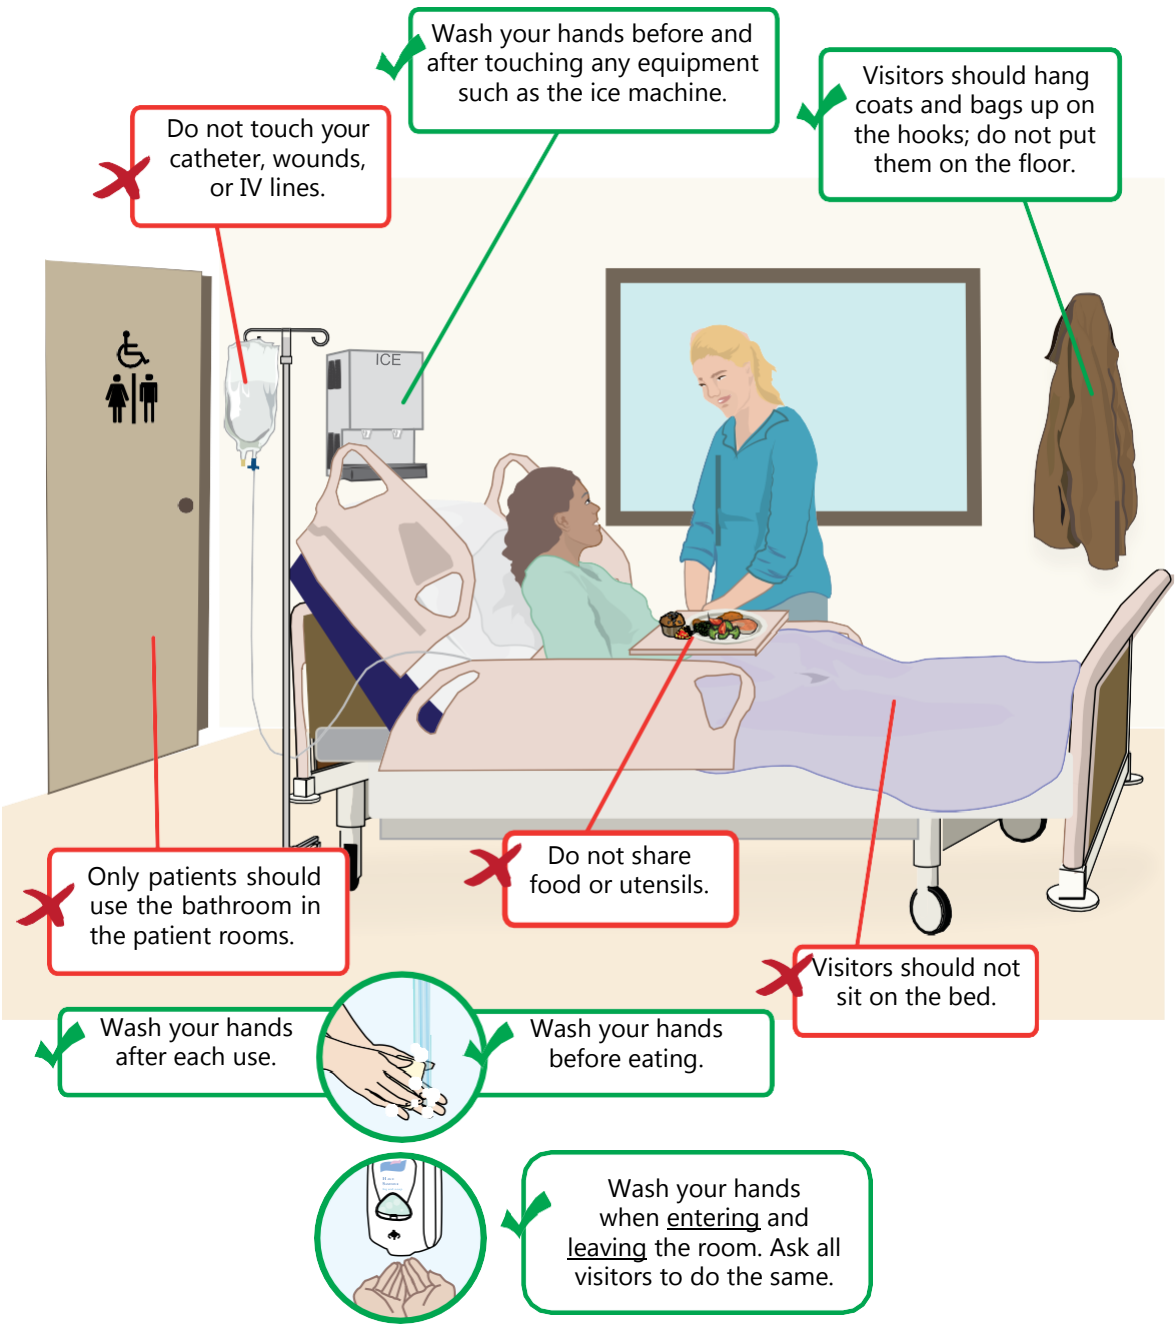 Wash your hands before and
after touching any equipment
such as the ice machine.
Visitors should hang
coats and bags up on
the hooks; do not put
them on the floor.
Do not touch your
catheter, wounds,
or IV lines.
ICE
Do not share
food or utensils.
Only patients should
use the bathroom in
the patient rooms.
Visitors should not
sit on the bed.
Wash your hands
after each use.
Wash your hands
before eating.
Wash your hands
when entering and
leaving the room. Ask all
visitors to do the same.